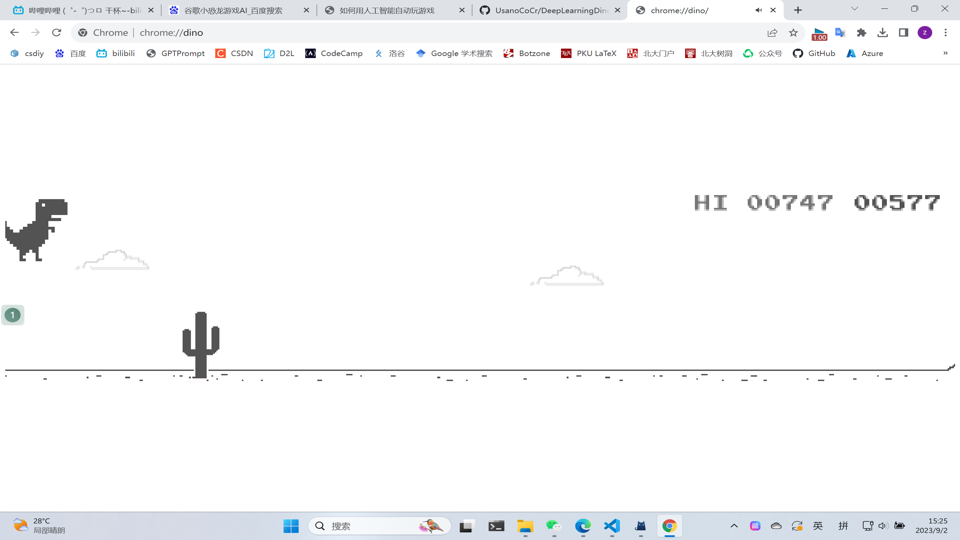 哔哩哔哩 (゜-゜)つロ 干杯~-bili
谷歌小恐龙游戏AI_百度搜索
如何用人工智能自动玩游戏
UsanoCoCr/DeepLearningDin
chrome://dino/
Chrome | chrome://dino
1.00
z
csdiy
百度
bilibili
GPTPrompt
CSDN
D2L
CodeCamp
洛谷
Google 学术搜索
Botzone
PKU LaTeX
北大门户
北大树洞
公众号
GitHub
Azure
»
HI 00747 00577
1
28°C
局部晴朗
搜索
英
拼
15:25
2023/9/2